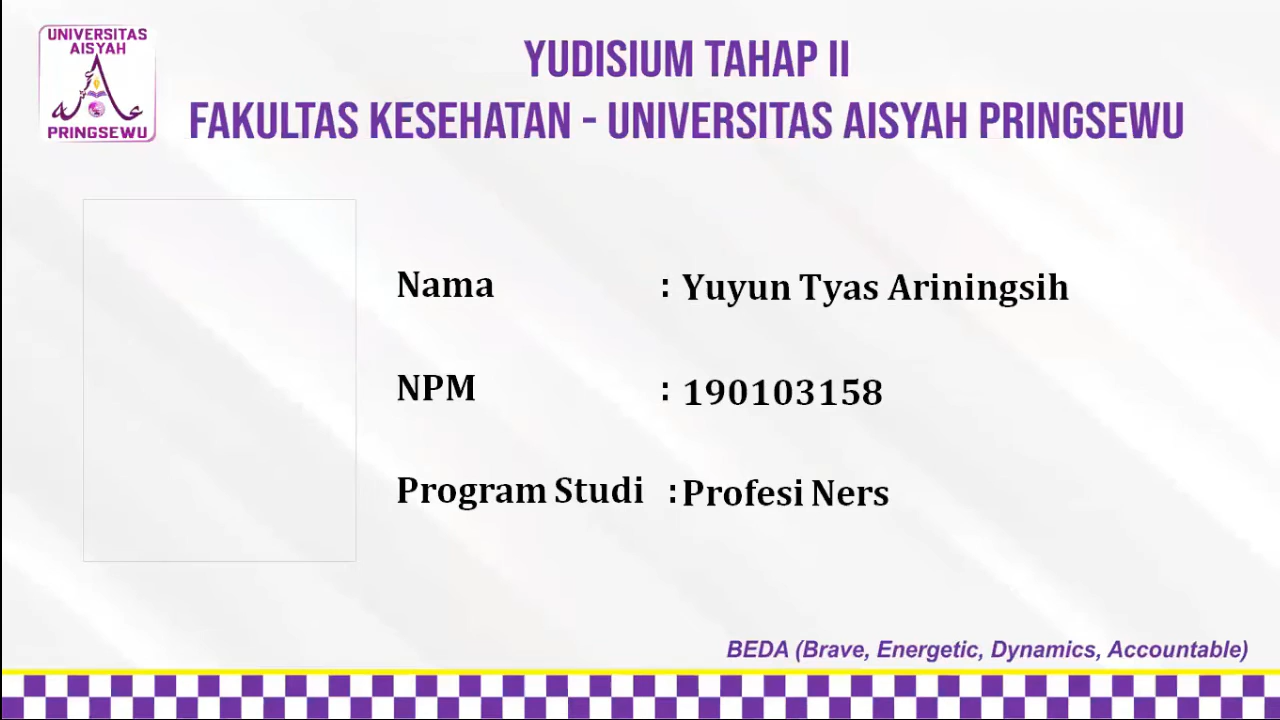 UNIVERSITAS
AISYAH
PRINGSEWU
YUDISIUM TAHAP II
FAKULTAS KESEHATAN - UNIVERSITAS AISYAH PRINGSEWU
Nama : Yuyun Tyas Ariningsih
NPM : 190103158
Program Studi : Profesi Ners
BEDA (Brave, Energetic, Dynamics, Accountable)